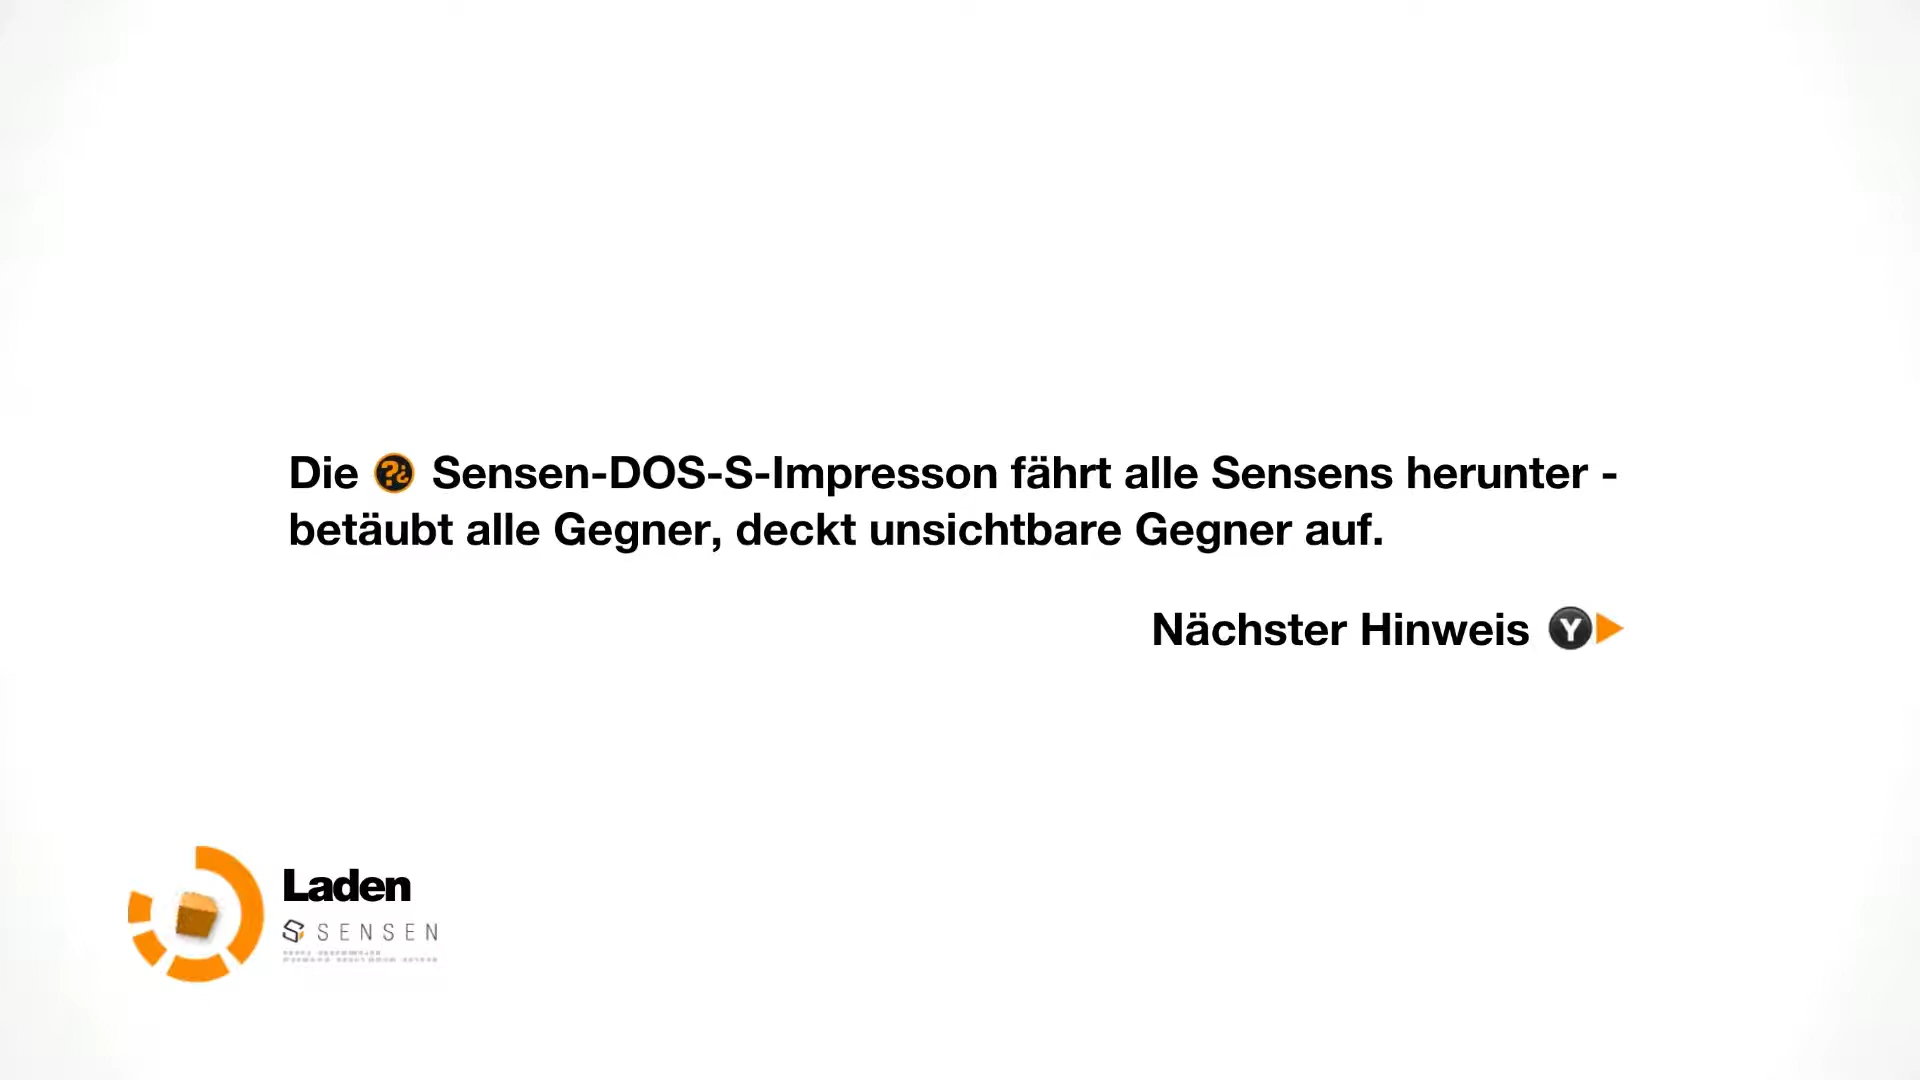 Die Sensen-DOS-S-Impresson fährt alle Sensens herunter -
betäubt alle Gegner, deckt unsichtbare Gegner auf.
Nächster Hinweis Y
Laden
SENSEN